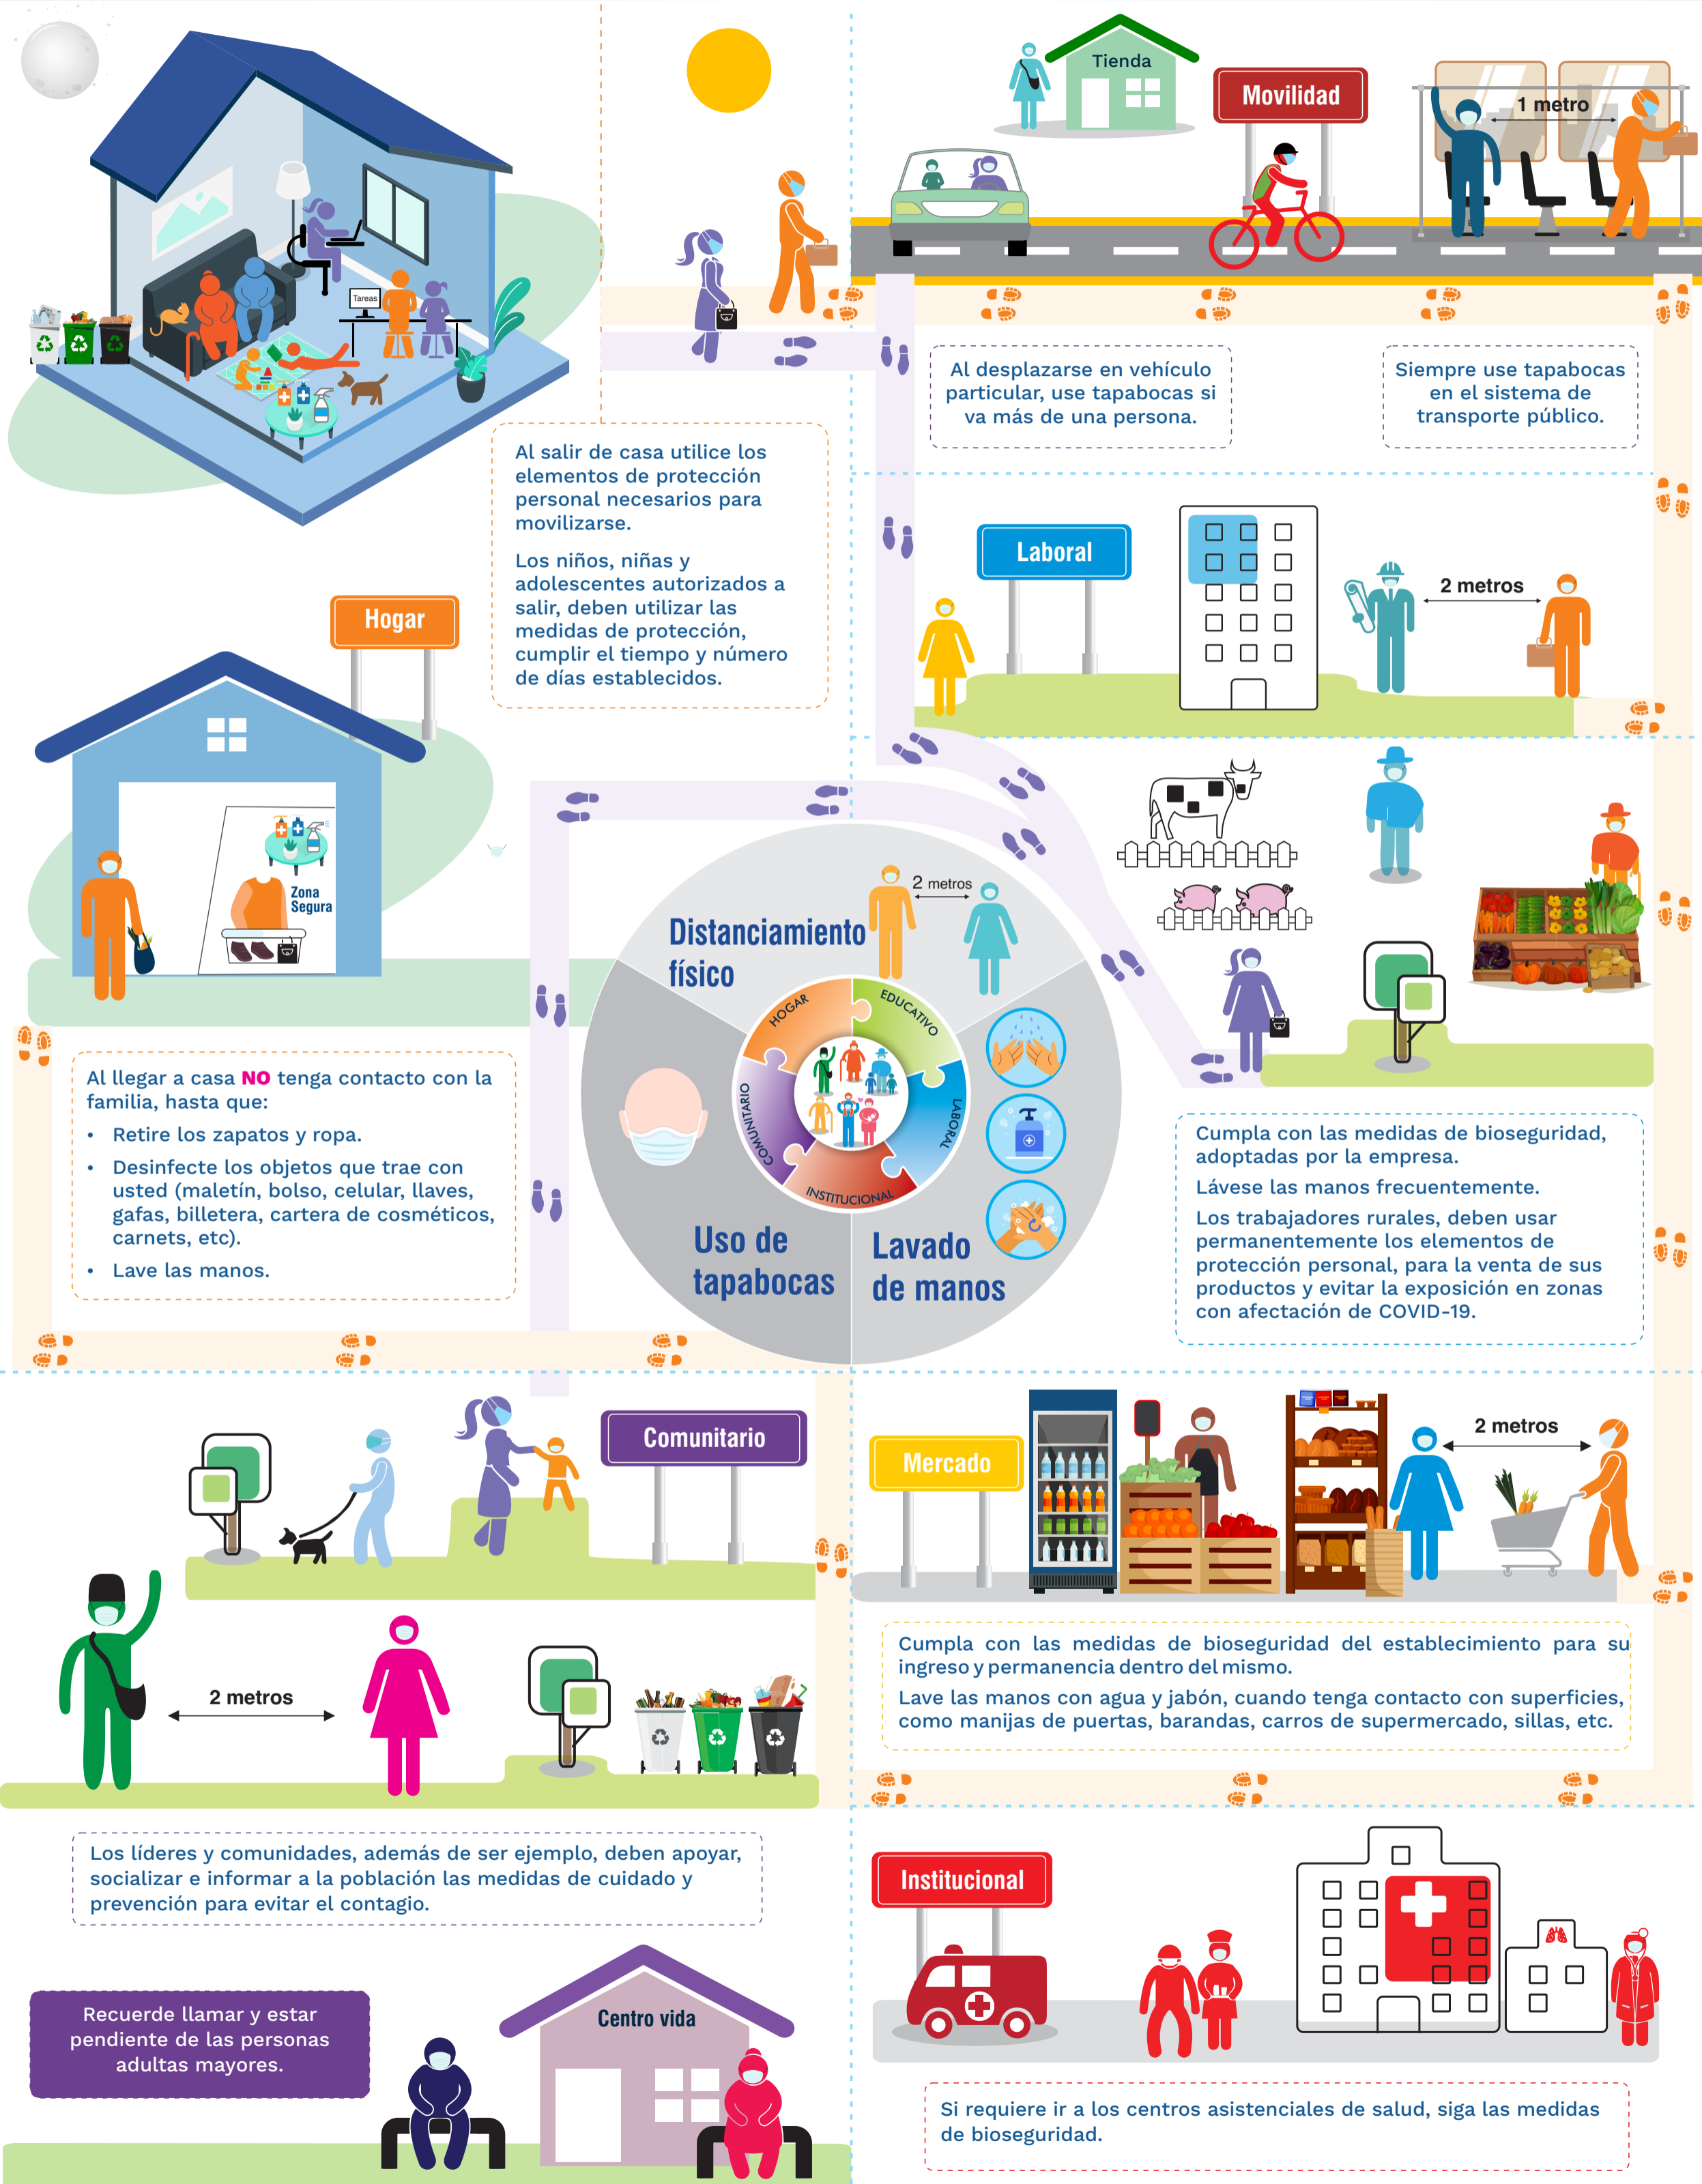 Tienda
Movilidad
1 metro
Tareas
Al desplazarse en vehículo
particular, use tapabocas si
va más de una persona.
Siempre use tapabocas
en el sistema de
transporte público.
Al salir de casa utilice los
elementos de protección
personal necesarios para
movilizarse.
Los niños, niñas y
adolescentes autorizados a
salir, deben utilizar las
medidas de protección,
cumplir el tiempo y número
de días establecidos.
Laboral
2 metros
Hogar
Zona
Segura
Distanciamiento
físico
2 metros
HOGAR
EDUCATIVO
LABORAL
INSTITUCIONAL
COMUNITARIO
Uso de
tapabocas
Lavado
de manos
Al llegar a casa NO tenga contacto con la
familia, hasta que:
• Retire los zapatos y ropa.
• Desinfecte los objetos que trae con
usted (maletín, bolso, celular, llaves,
gafas, billetera, cartera de cosméticos,
carnets, etc).
• Lave las manos.
Cumpla con las medidas de bioseguridad,
adoptadas por la empresa.
Lávese las manos frecuentemente.
Los trabajadores rurales, deben usar
permanentemente los elementos de
protección personal, para la venta de sus
productos y evitar la exposición en zonas
con afectación de COVID-19.
Comunitario
2 metros
Mercado
2 metros
Cumpla con las medidas de bioseguridad del establecimiento para su
ingreso y permanencia dentro del mismo.
Lave las manos con agua y jabón, cuando tenga contacto con superficies,
como manijas de puertas, barandas, carros de supermercado, sillas, etc.
Los líderes y comunidades, además de ser ejemplo, deben apoyar,
socializar e informar a la población las medidas de cuidado y
prevención para evitar el contagio.
Recuerde llamar y estar
pendiente de las personas
adultas mayores.
Centro vida
Institucional
Si requiere ir a los centros asistenciales de salud, siga las medidas
de bioseguridad.